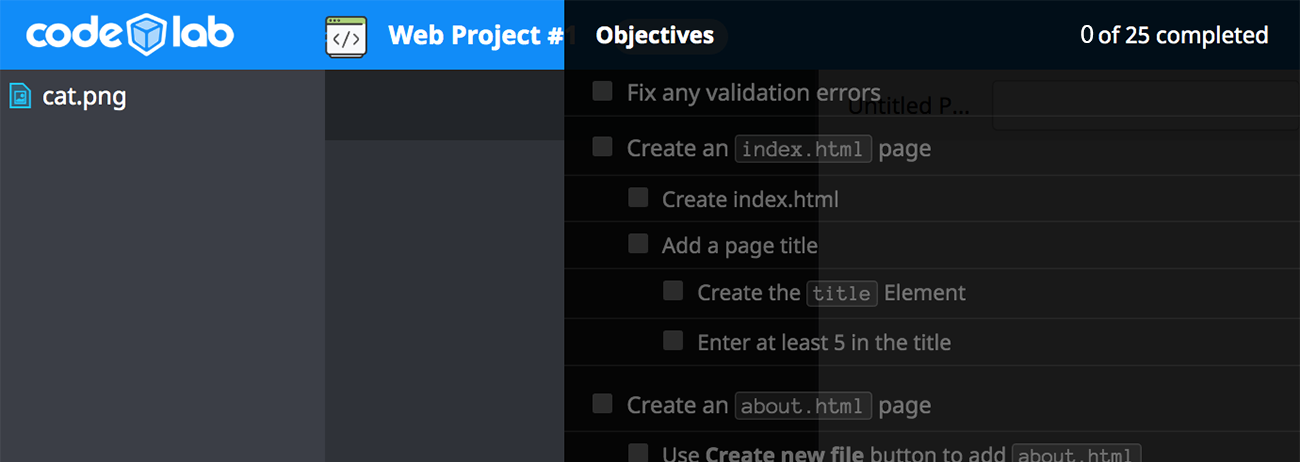 code lab
</> Web Project #1
Objectives
0 of 25 completed
cat.png
Fix any validation errors
Untitled P...
Create an index.html page
Create index.html
Add a page title
Create the title Element
Enter at least 5 in the title
Create an about.html page
Use Create new file button to add about.html